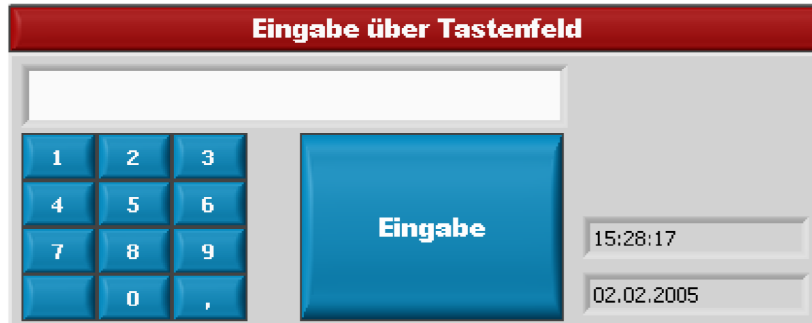 Eingabe über Tastenfeld
1 2 3
4 5 6
7 8 9
0 ,
Eingabe
15:28:17
02.02.2005